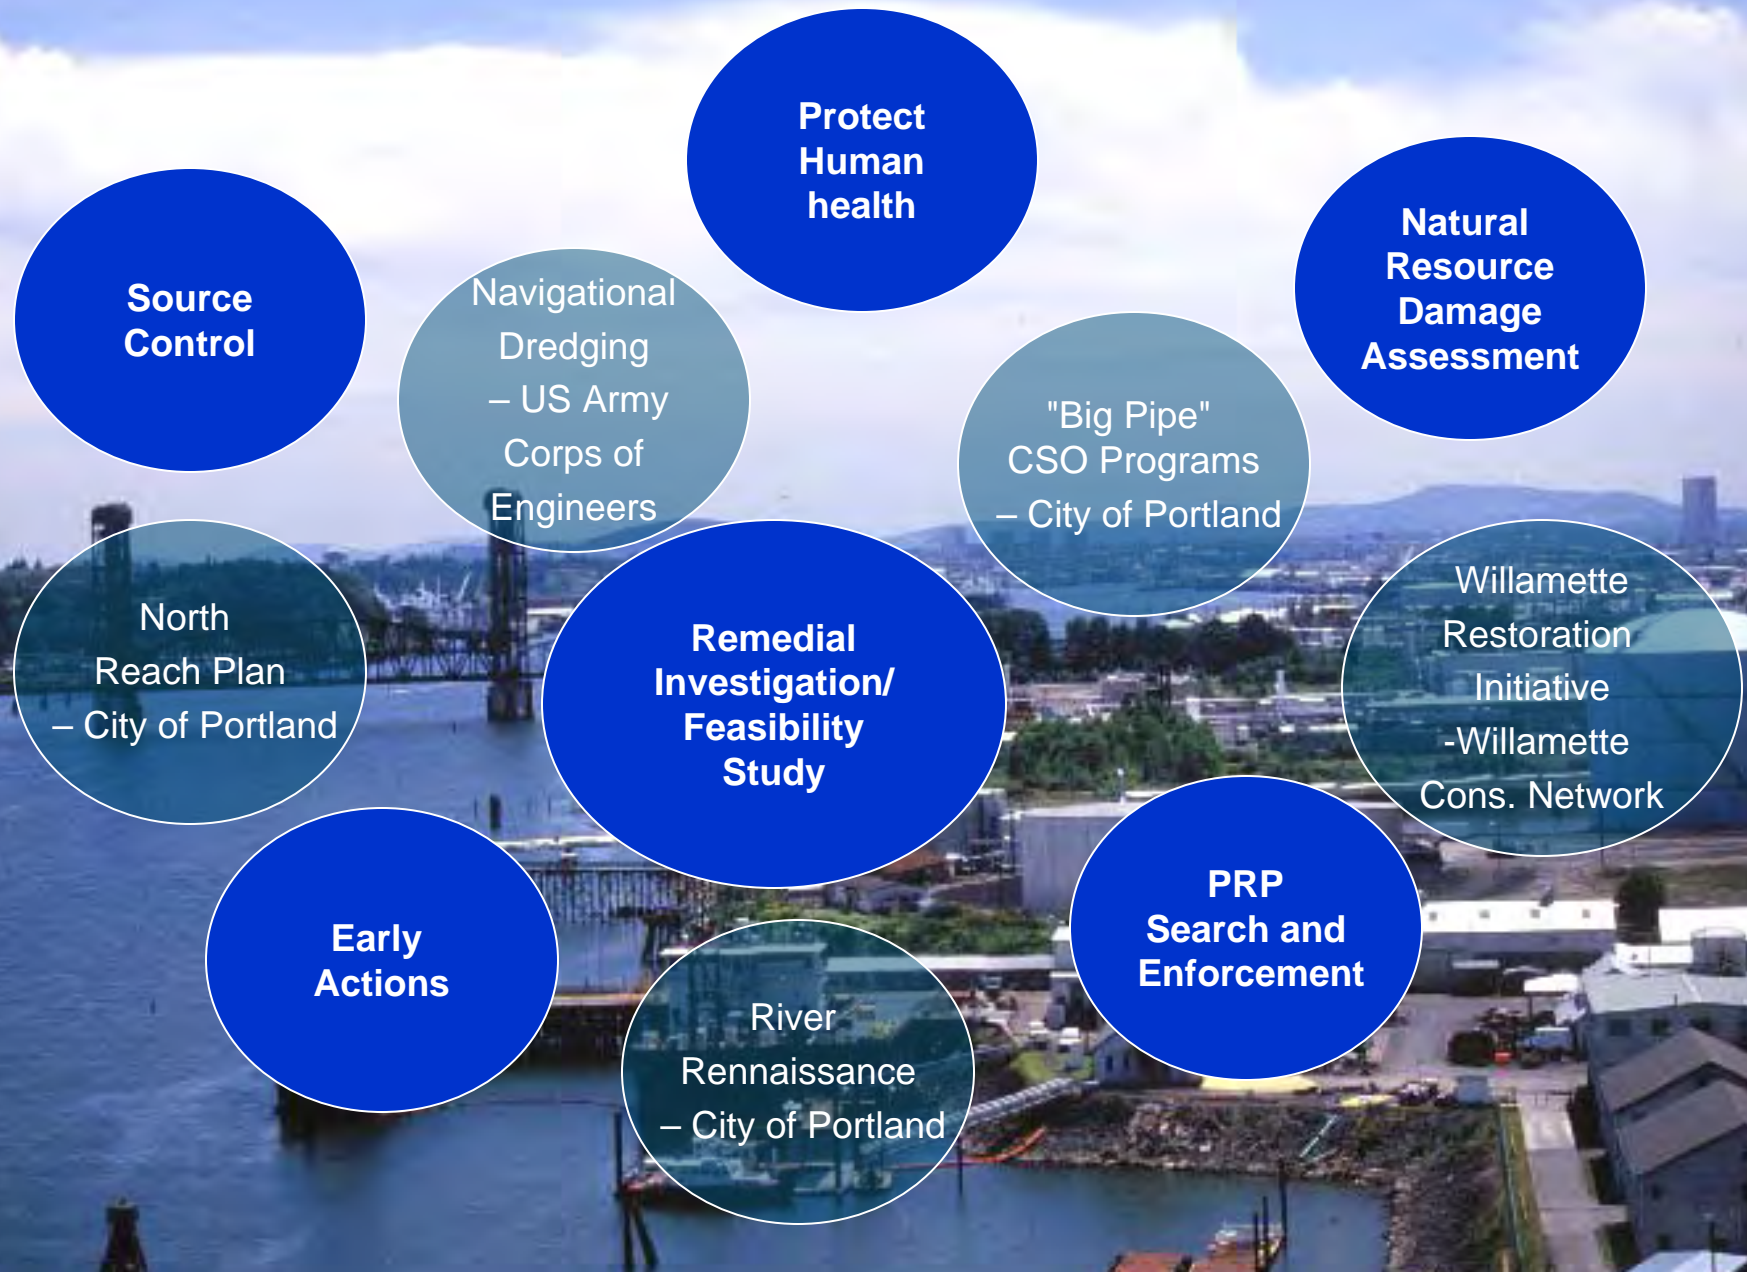 Protect
Human
health
Natural
Resource
Damage
Assessment
Source
Control
Navigational
Dredging
– US Army
Corps of
Engineers
"Big Pipe"
CSO Programs
– City of Portland
North
Reach Plan
– City of Portland
Remedial
Investigation/
Feasibility
Study
Willamette
Restoration
Initiative
-Willamette
Cons. Network
Early
Actions
PRP
Search and
Enforcement
River
Rennaissance
– City of Portland